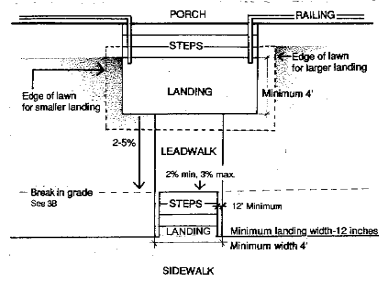 PORCH
RAILING
STEPS
Edge of lawn
for larger landing
Edge of lawn
for smaller landing
LANDING
Minimum 4'
2-5%
LEADWALK
2% min, 3% max.
Break in grade
See 3B
STEPS
12' Minimum
LANDING
Minimum landing width-12 inches
Minimum width 4'
SIDEWALK